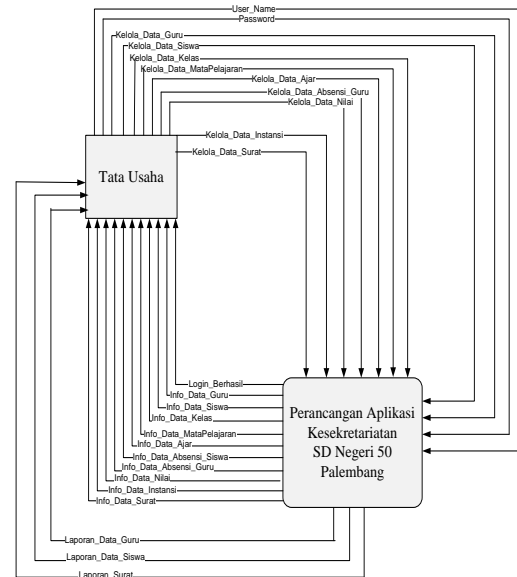 User_Name
Password
Kelola_Data_Guru
Kelola_Data_Siswa
Kelola_Data_Kelas
Kelola_Data_MataPelajaran
Kelola_Data_Ajar
Kelola_Data_Absensi_Guru
Kelola_Data_Nilai
Kelola_Data_Instansi
Kelola_Data_Surat
Tata Usaha
Login_Berhasil
Info_Data_Guru
Info_Data_Siswa
Info_Data_Kelas
Info_Data_MataPelajaran
Info_Data_Ajar
Info_Data_Absensi_Siswa
Info_Data_Absensi_Guru
Info_Data_Nilai
Info_Data_Instansi
Info_Data_Surat
Perancangan Aplikasi
Kesekretariatan
SD Negeri 50
Palembang
Laporan_Data_Guru
Laporan_Data_Siswa
Laporan_Surat